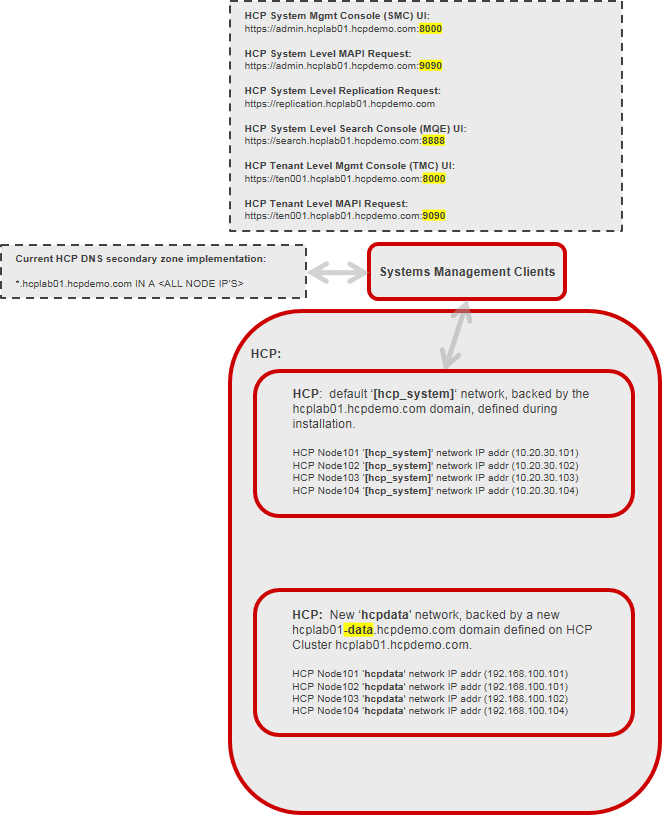 HCP System Mgmt Console (SMC) UI:
https://admin.hcplab01.hcpdemo.com:8000
HCP System Level MAPI Request:
https://admin.hcplab01.hcpdemo.com:9090
HCP System Level Replication Request:
https://replication.hcplab01.hcpdemo.com
HCP System Level Search Console (MQE) UI:
https://search.hcplab01.hcpdemo.com:8888
HCP Tenant Level Mgmt Console (TMC) UI:
https://ten001.hcplab01.hcpdemo.com:8000
HCP Tenant Level MAPI Request:
https://ten001.hcplab01.hcpdemo.com:9090
Current HCP DNS secondary zone implementation:
*.hcplab01.hcpdemo.com IN A <ALL NODE IP'S>
Systems Management Clients
HCP:
HCP:  default ‘[hcp_system]‘ network, backed by the
hcplab01.hcpdemo.com domain, defined during
installation.
HCP Node101 '[hcp_system]' network IP addr (10.20.30.101)
HCP Node102 '[hcp_system]' network IP addr (10.20.30.102)
HCP Node103 '[hcp_system]' network IP addr (10.20.30.103)
HCP Node104 '[hcp_system]' network IP addr (10.20.30.104)
HCP:  New ‘hcpdata' network, backed by a new
hcplab01-data.hcpdemo.com domain defined on HCP
Cluster hcplab01.hcpdemo.com.
HCP Node101 'hcpdata' network IP addr (192.168.100.101)
HCP Node102 'hcpdata' network IP addr (192.168.100.101)
HCP Node103 'hcpdata' network IP addr (192.168.100.102)
HCP Node104 'hcpdata' network IP addr (192.168.100.104)